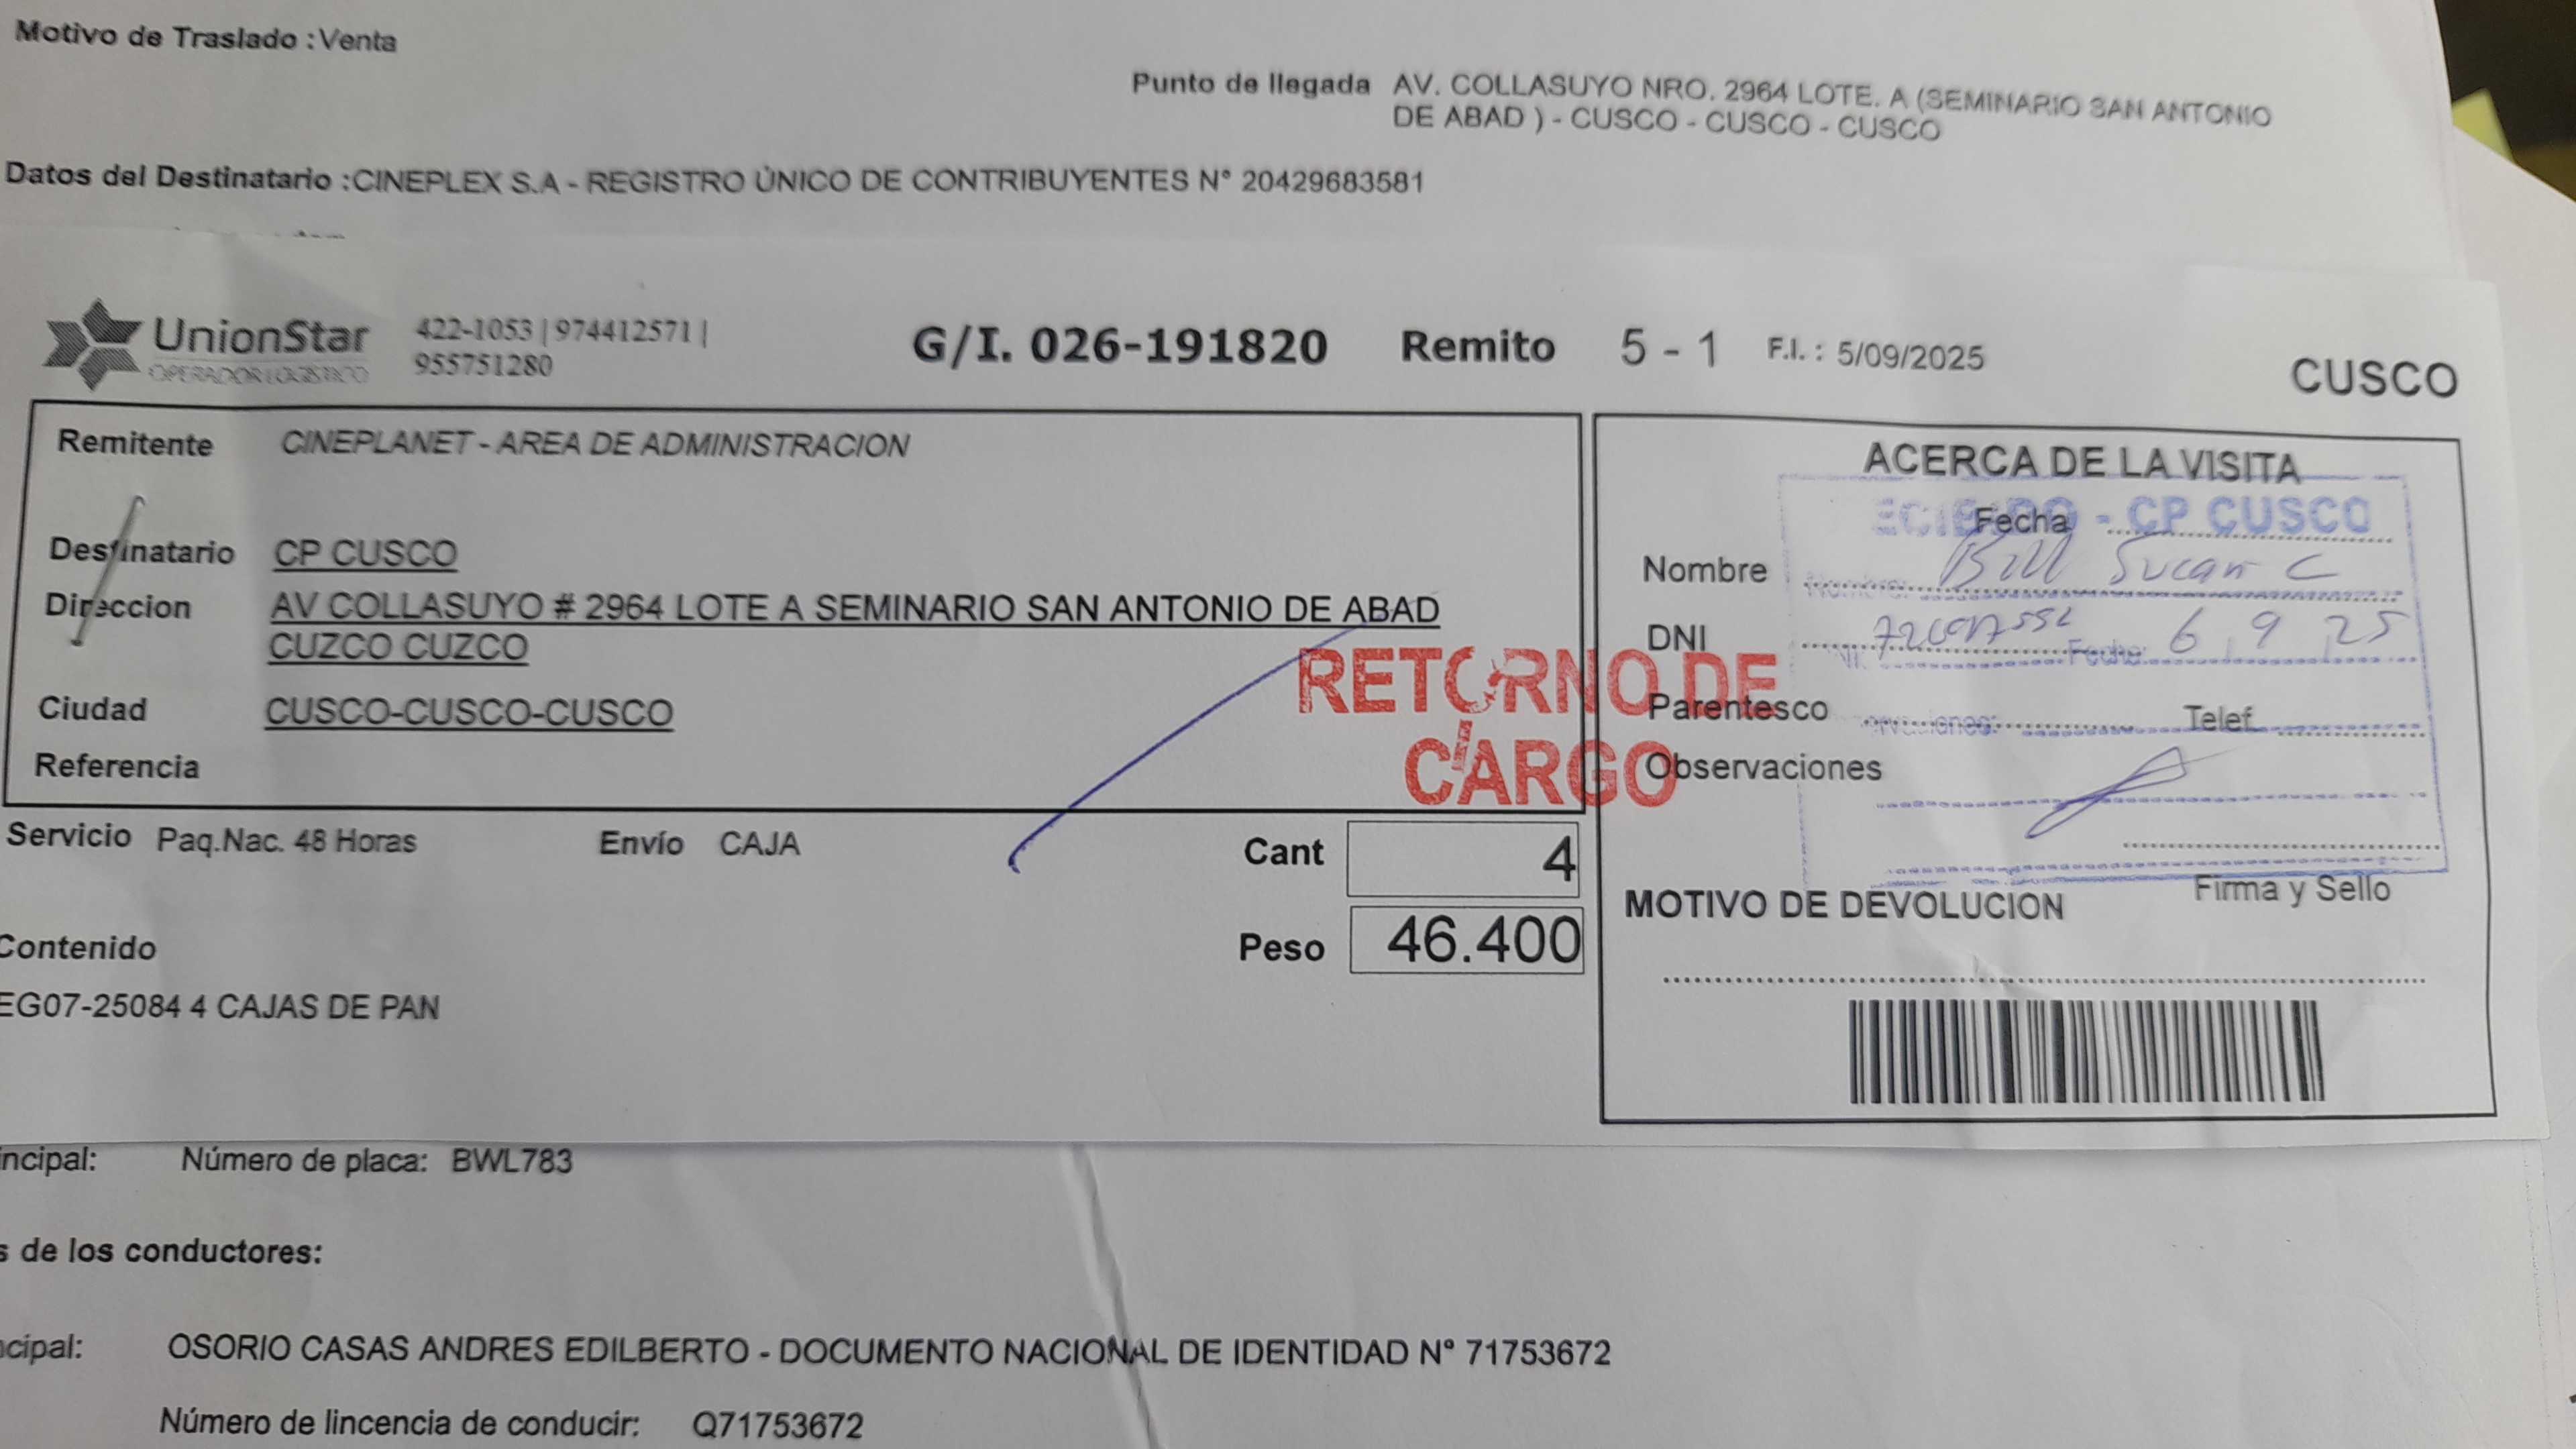 Motivo de Traslado : Venta
Punto de llegada AV. COLLASUYO NRO. 2964 LOTE. A (SEMINARIO SAN ANTONIO
DE ABAD ) - CUSCO - CUSCO - CUSCO
Datos del Destinatario :CINEPLEX S.A - REGISTRO ÚNICO DE CONTRIBUYENTES N° 20429683581
UnionStar
OPERADOR LOGISTICO
422-1053 | 974412571 |
955751280
G/I. 026-191820 Remito 5 - 1 F.I. : 5/09/2025
CUSCO
Remitente CINEPLANET - AREA DE ADMINISTRACION
Destinatario CP CUSCO
Direccion AV COLLASUYO # 2964 LOTE A SEMINARIO SAN ANTONIO DE ABAD
CUZCO CUZCO
Ciudad CUSCO-CUSCO-CUSCO
Referencia
RETORNO DE
CARGO
ACERCA DE LA VISITA
ECIBIDO - CP CUSCO
Fecha
Nombre Bill
DNI Fecha: 6 9 25
Parentesco Telef.
Observaciones
Firma y Sello
MOTIVO DE DEVOLUCION
Servicio Paq.Nac. 48 Horas Envío CAJA Cant 4
Peso 46.400
Contenido
EG07-25084 4 CAJAS DE PAN
incipal: Número de placa: BWL783
s de los conductores:
ncipal: OSORIO CASAS ANDRES EDILBERTO - DOCUMENTO NACIONAL DE IDENTIDAD N° 71753672
Número de lincencia de conducir: Q71753672